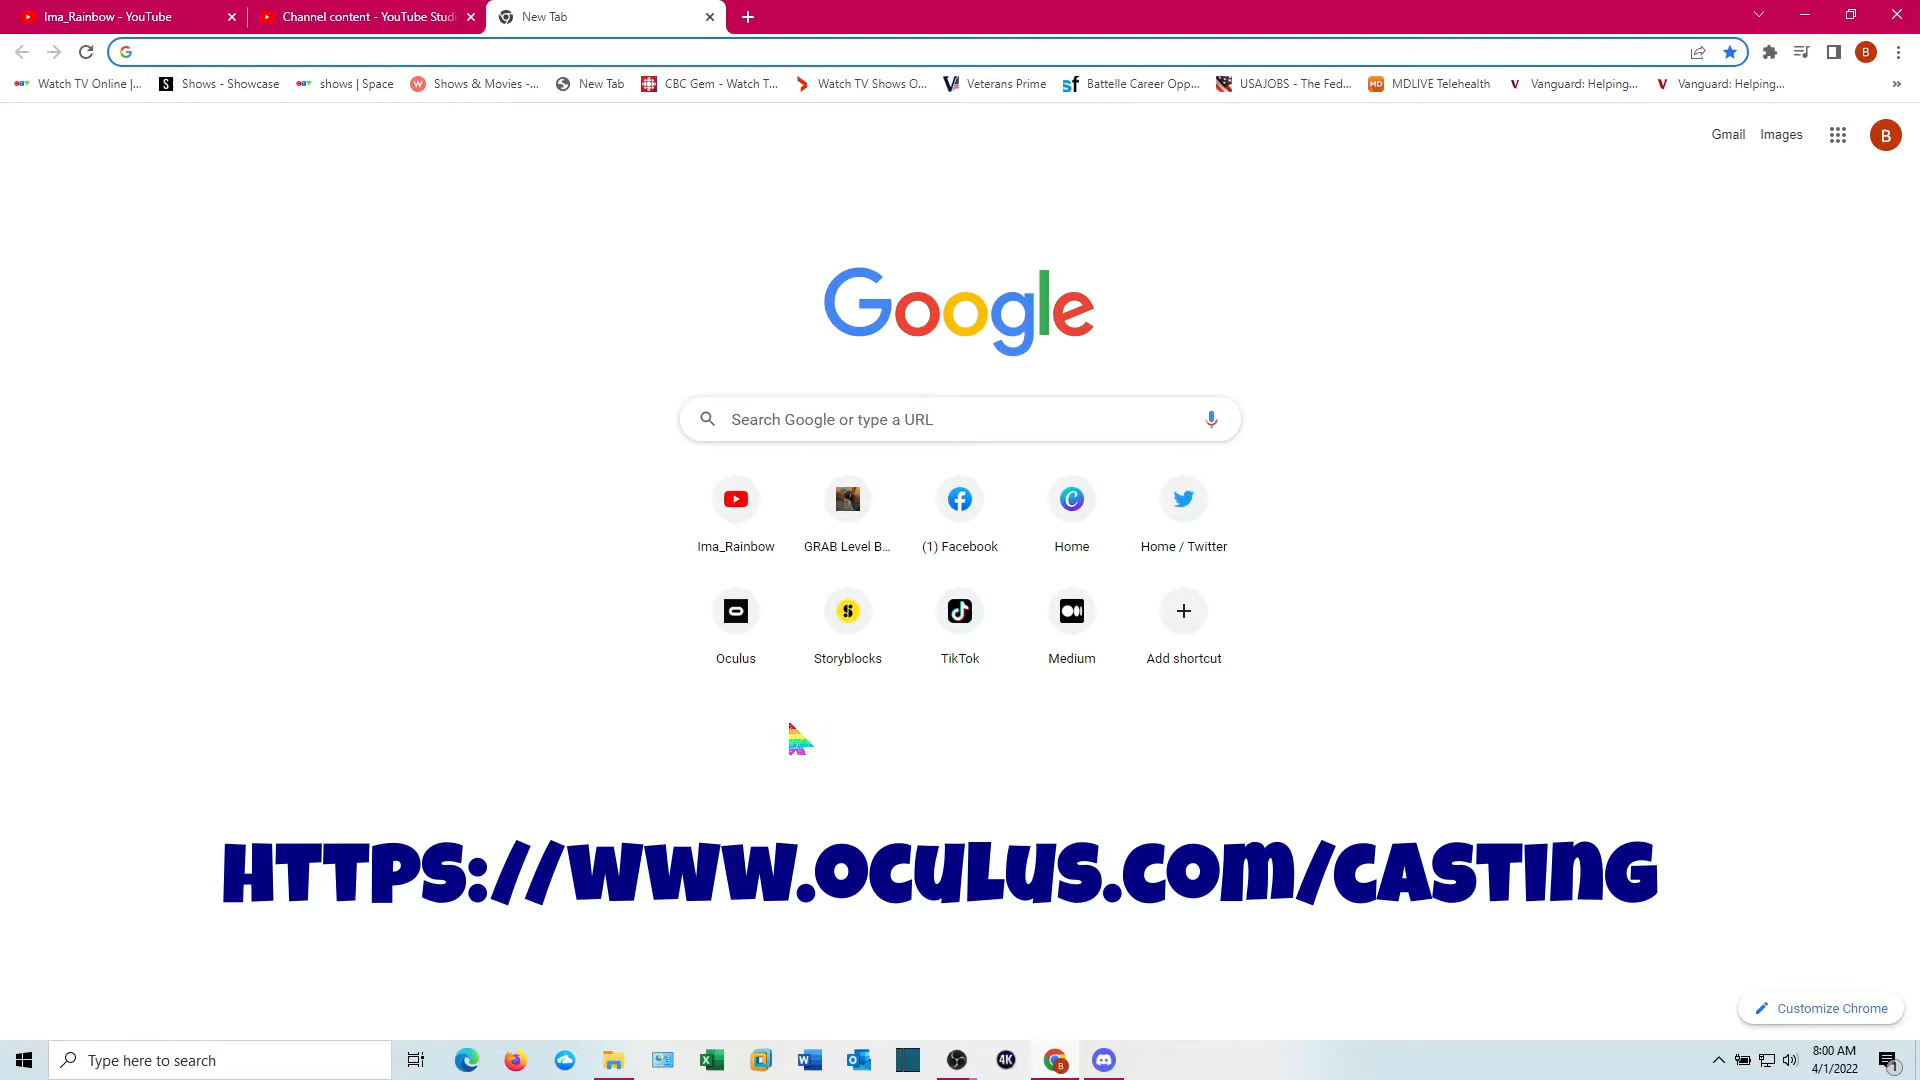 Ima_Rainbow - YouTube
Channel content - YouTube Studi
New Tab
Watch TV Online |...
Shows - Showcase
shows | Space
Shows & Movies -...
New Tab
CBC Gem - Watch T...
Watch TV Shows O...
Veterans Prime
Battelle Career Opp...
USAJOBS - The Fed...
MDLIVE Telehealth
Vanguard: Helping...
Vanguard: Helping...
Gmail
Images
B
Google
Search Google or type a URL
Ima_Rainbow
GRAB Level B...
(1) Facebook
Home
Home / Twitter
Oculus
Storyblocks
TikTok
Medium
Add shortcut
HTTPS://WWW.OCULUS.COM/CASTING
Customize Chrome
Type here to search
4K
8:00 AM
4/1/2022
1